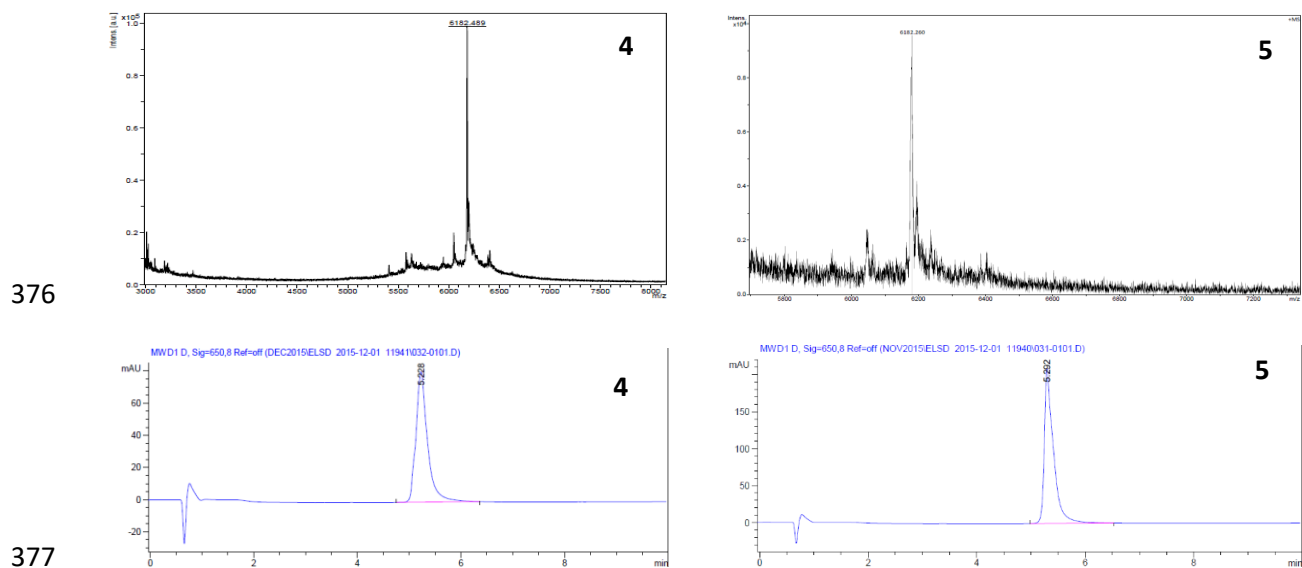 Intens. [a.u.]
x10⁵
6182.489
4
1.0
0.8
0.6
0.4
0.2
0.0
3000 3500 4000 4500 5000 5500 6000 6500 7000 7500 8000
m/z
Intens.
x10⁴
+MS
6182.260
5
0.8
0.6
0.4
0.2
0.0
5800 6000 6200 6400 6600 6800 7000 7200
m/z
376
MWD1 D, Sig=650,8 Ref=off (DEC2015\ELSD 2015-12-01 11941\032-0101.D)
mAU
5.228
4
60
40
20
0
-20
0 2 4 6 8 min
MWD1 D, Sig=650,8 Ref=off (NOV2015\ELSD 2015-12-01 11940\031-0101.D)
mAU
5.292
5
150
100
50
0
0 2 4 6 8 min
377